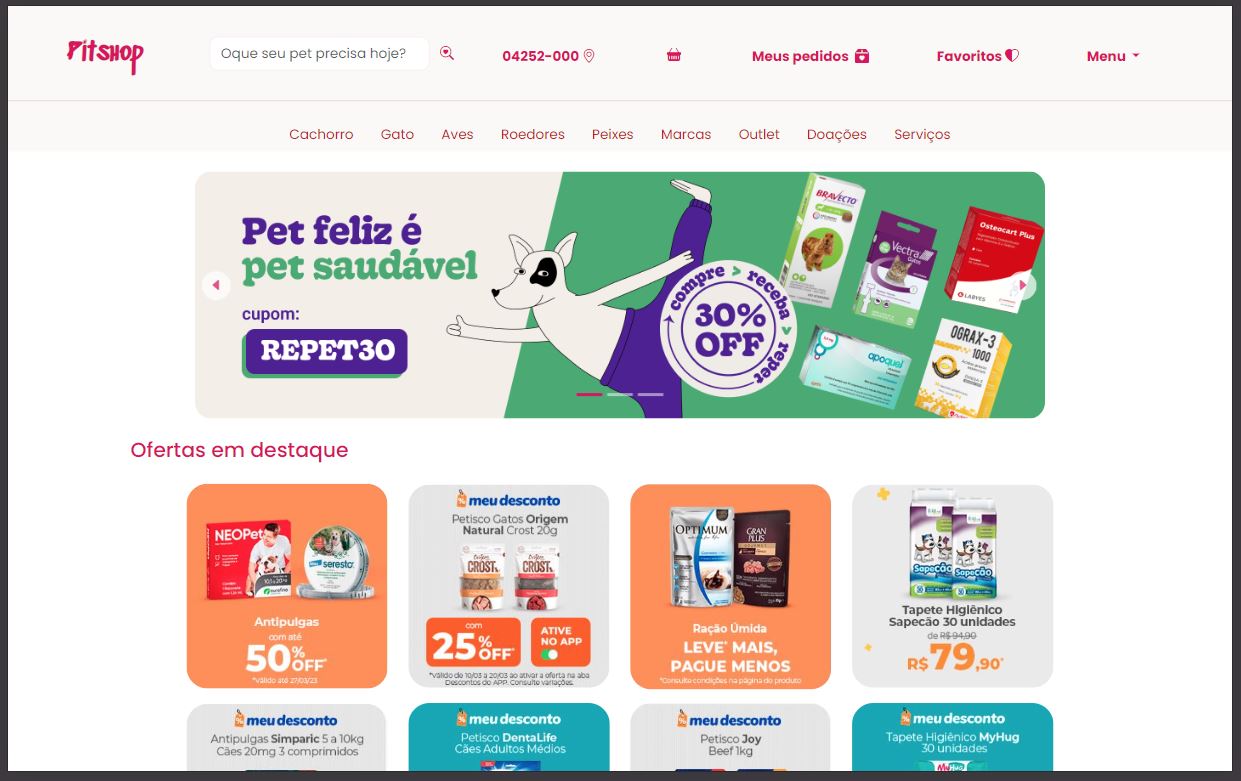 Pitshop
Oque seu pet precisa hoje?
04252-000
Meus pedidos
Favoritos
Menu
Cachorro Gato Aves Roedores Peixes Marcas Outlet Doações Serviços
Pet feliz é
pet saudável
cupom:
REPET30
compre > receba > repet
30%
OFF
BRAVECTO
Vectra
Gatos
Osteocart Plus
LABYES
apoquel
OGRAX-3
1000
Ofertas em destaque
NEOPet
10,1 a 20kg
seresto
Antipulgas
com até
50% OFF*
*Válido até 27/03/23
meu desconto
Petisco Gatos Origem
Natural Crost 20g
CROST
CROST
com
25% OFF*
ATIVE
NO APP
*Válido de 10/03 a 20/03 ao ativar a oferta na aba
Descontos do APP. Consulte variações.
OPTIMUM
GRAN
PLUS
GOURMET
Ração Úmida
LEVE* MAIS,
PAGUE MENOS
*Consulte condições na página do produto
SapeCão
SapeCão
Tapete Higiênico
Sapecão 30 unidades
de R$94,90
R$79,90*
meu desconto
Antipulgas Simparic 5 a 10kg
Cães 20mg 3 comprimidos
meu desconto
Petisco DentaLife
Cães Adultos Médios
meu desconto
Petisco Joy
Beef 1kg
meu desconto
Tapete Higiênico MyHug
30 unidades
MyHug